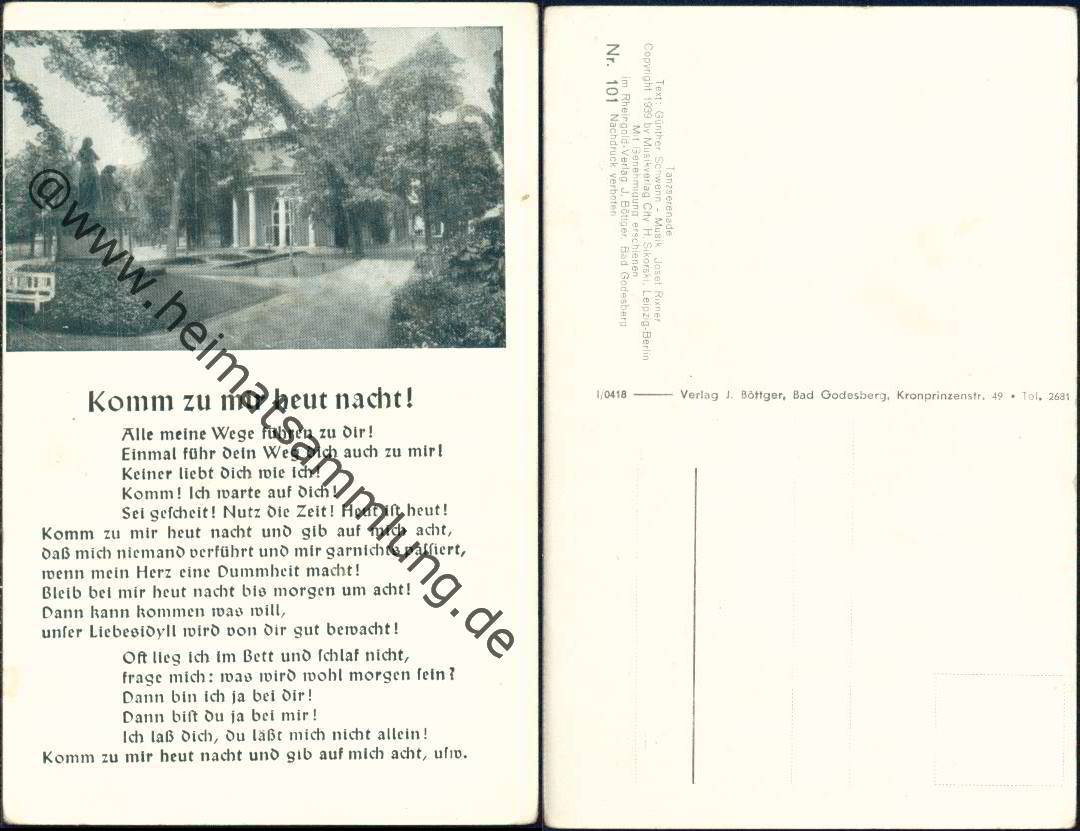 @www.heimatsammlung.de
Komm zu mir heut nacht!
Alle meine Wege führen zu dir!
Einmal führ dein Weg dich auch zu mir!
Keiner liebt dich wie ich!
Komm! Ich warte auf dich!
Sei gescheit! Nutz die Zeit! Heut ist heut!
Komm zu mir heut nacht und gib auf mich acht,
daß mich niemand verführt und mir garnichts passiert,
wenn mein Herz eine Dummheit macht!
Bleib bei mir heut nacht bis morgen um acht!
Dann kann kommen was will,
unser Liebesidyll wird von dir gut bewacht!
Oft lieg ich im Bett und schlaf nicht,
frage mich: was wird wohl morgen sein?
Dann bin ich ja bei dir!
Dann bist du ja bei mir!
Ich laß dich, du läßt mich nicht allein!
Komm zu mir heut nacht und gib auf mich acht, usw.
Tanzserenade
Text: Günther Schwenn - Musik: Josef Rixner
Copyright 1939 by Musikverlag City H. Sikorski, Leipzig-Berlin
Mit Genehmigung erschienen
im Rheingold-Verlag J. Böttger, Bad Godesberg
Nr. 101 Nachdruck verboten
I/0418 —— Verlag J. Böttger, Bad Godesberg, Kronprinzenstr. 49 • Tel. 2681